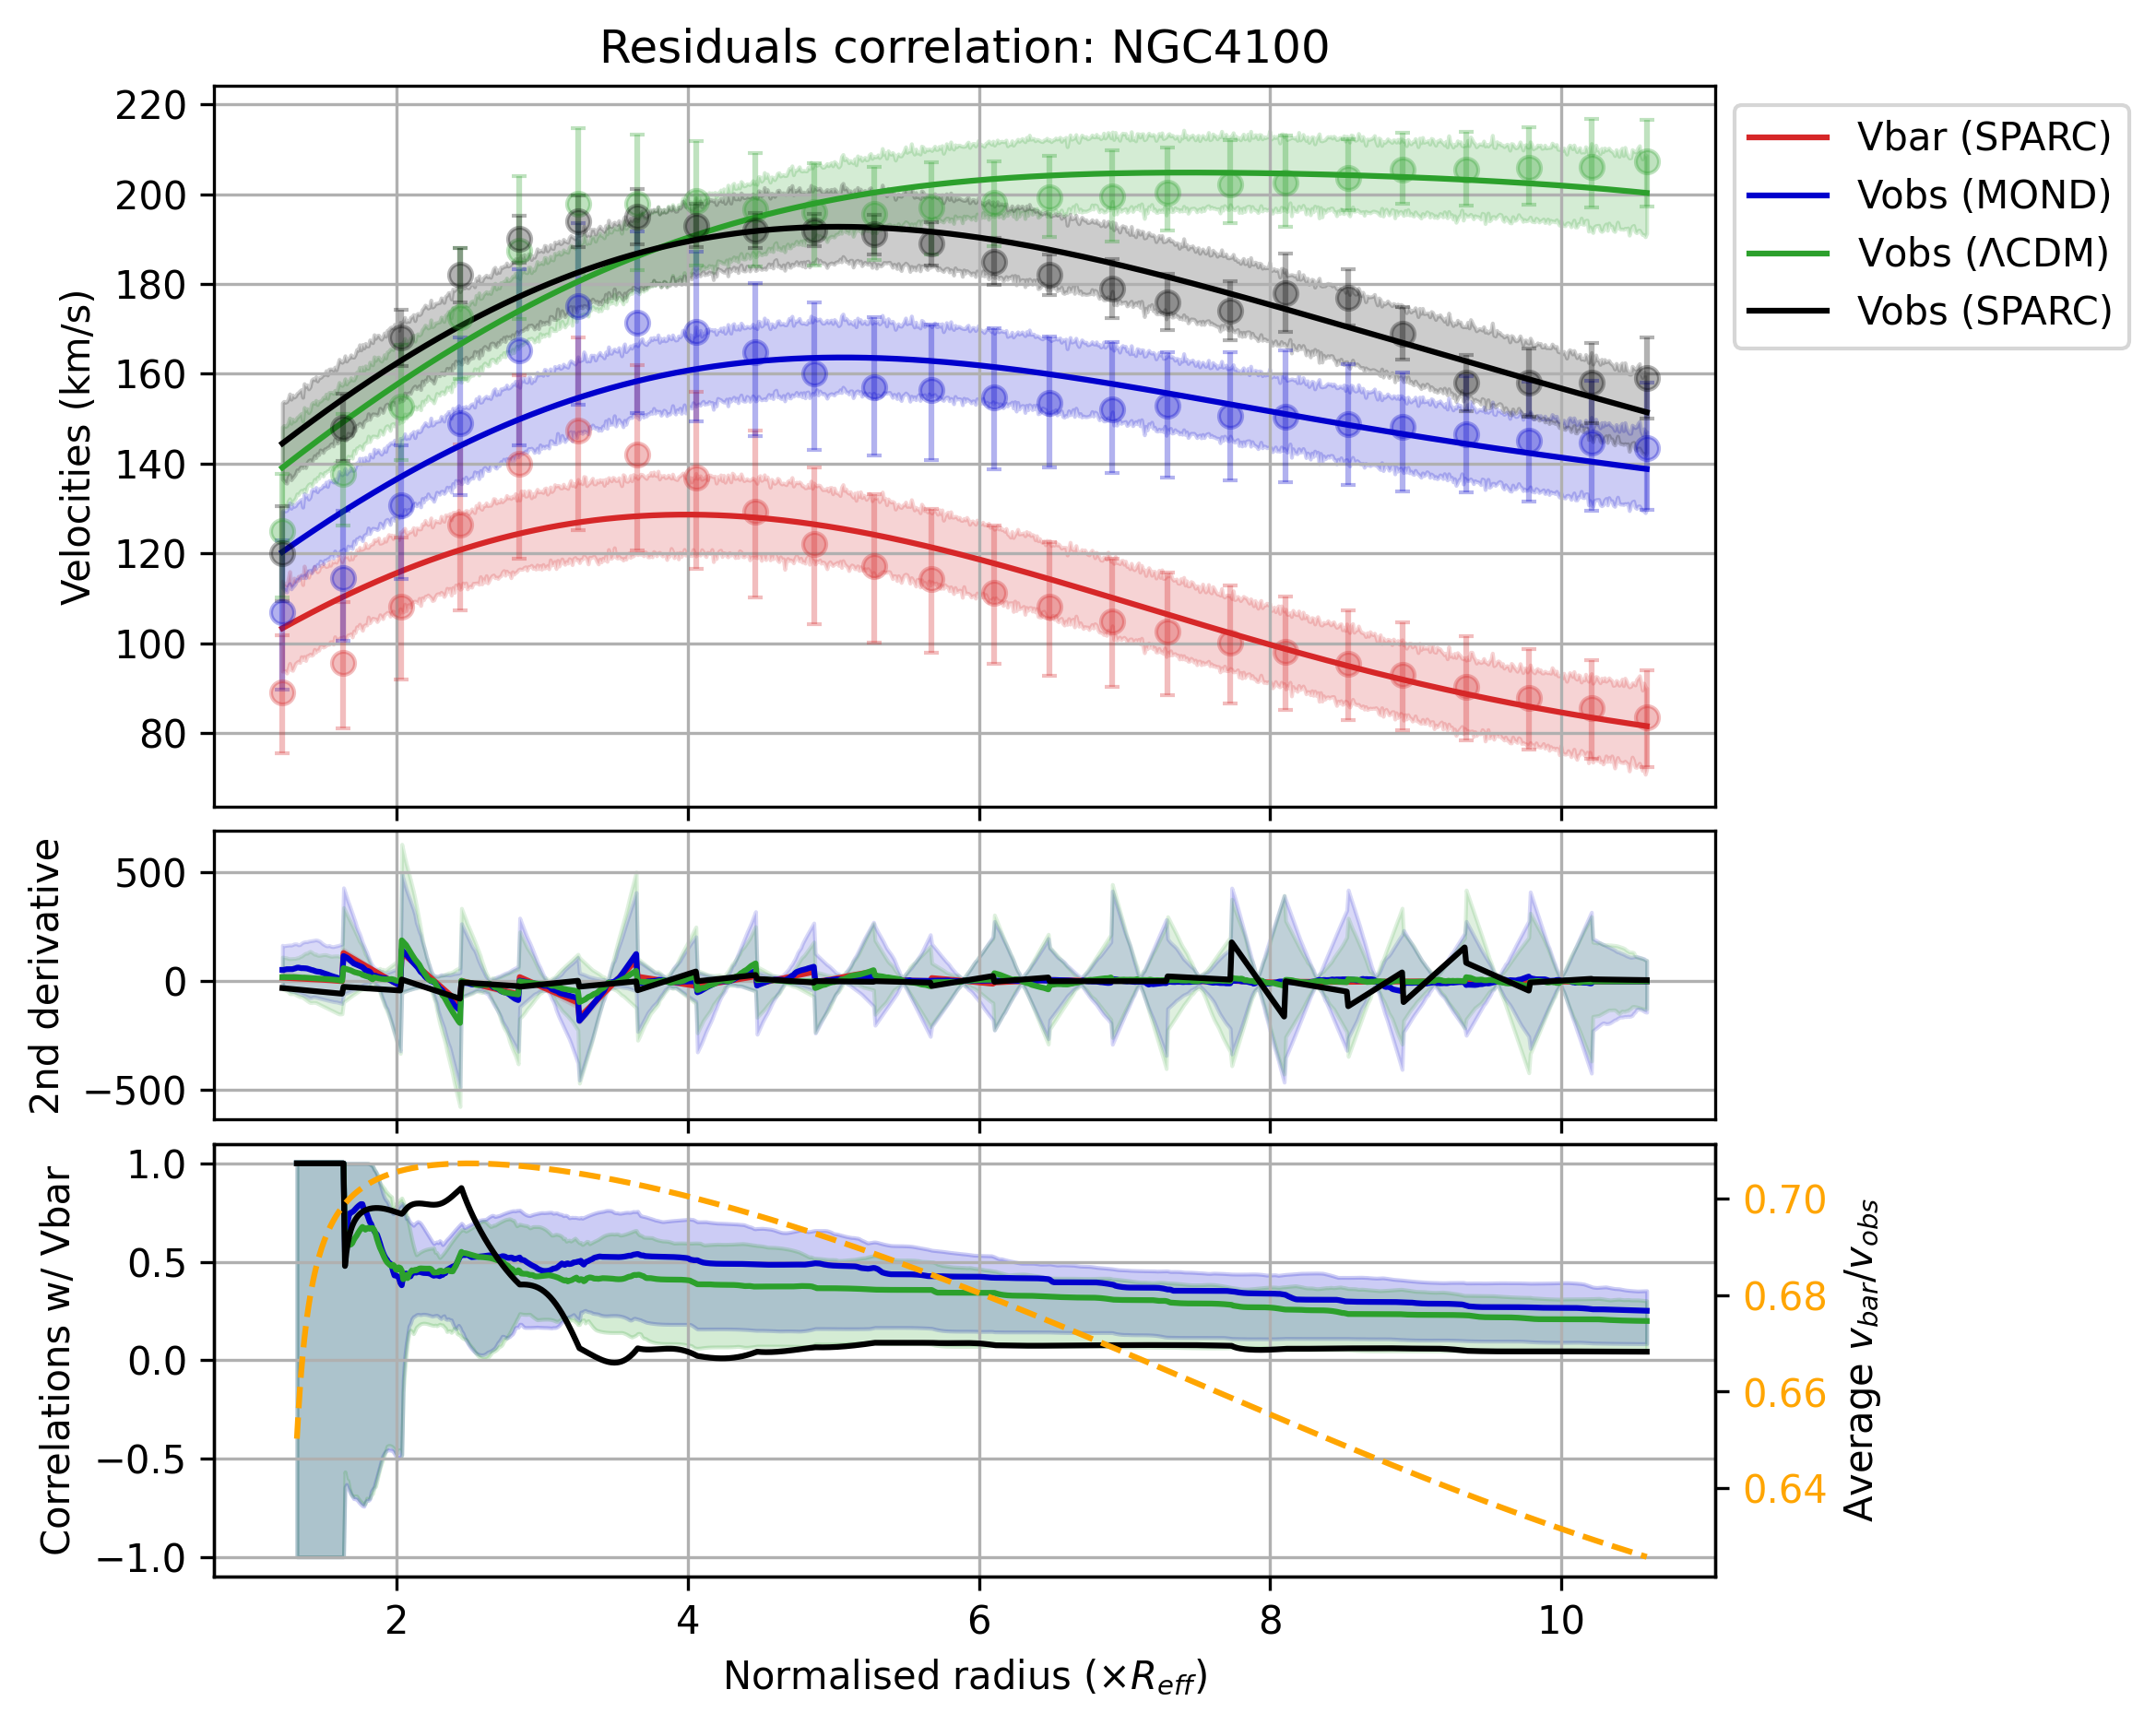 Residuals correlation: NGC4100
220
200
180
160
140
120
100
80
Velocities (km/s)
Vbar (SPARC)
Vobs (MOND)
Vobs (ΛCDM)
Vobs (SPARC)
500
0
−500
2nd derivative
1.0
0.5
0.0
−0.5
−1.0
Correlations w/ Vbar
0.70
0.68
0.66
0.64
Average v_bar/v_obs
2 4 6 8 10
Normalised radius (×R_eff)